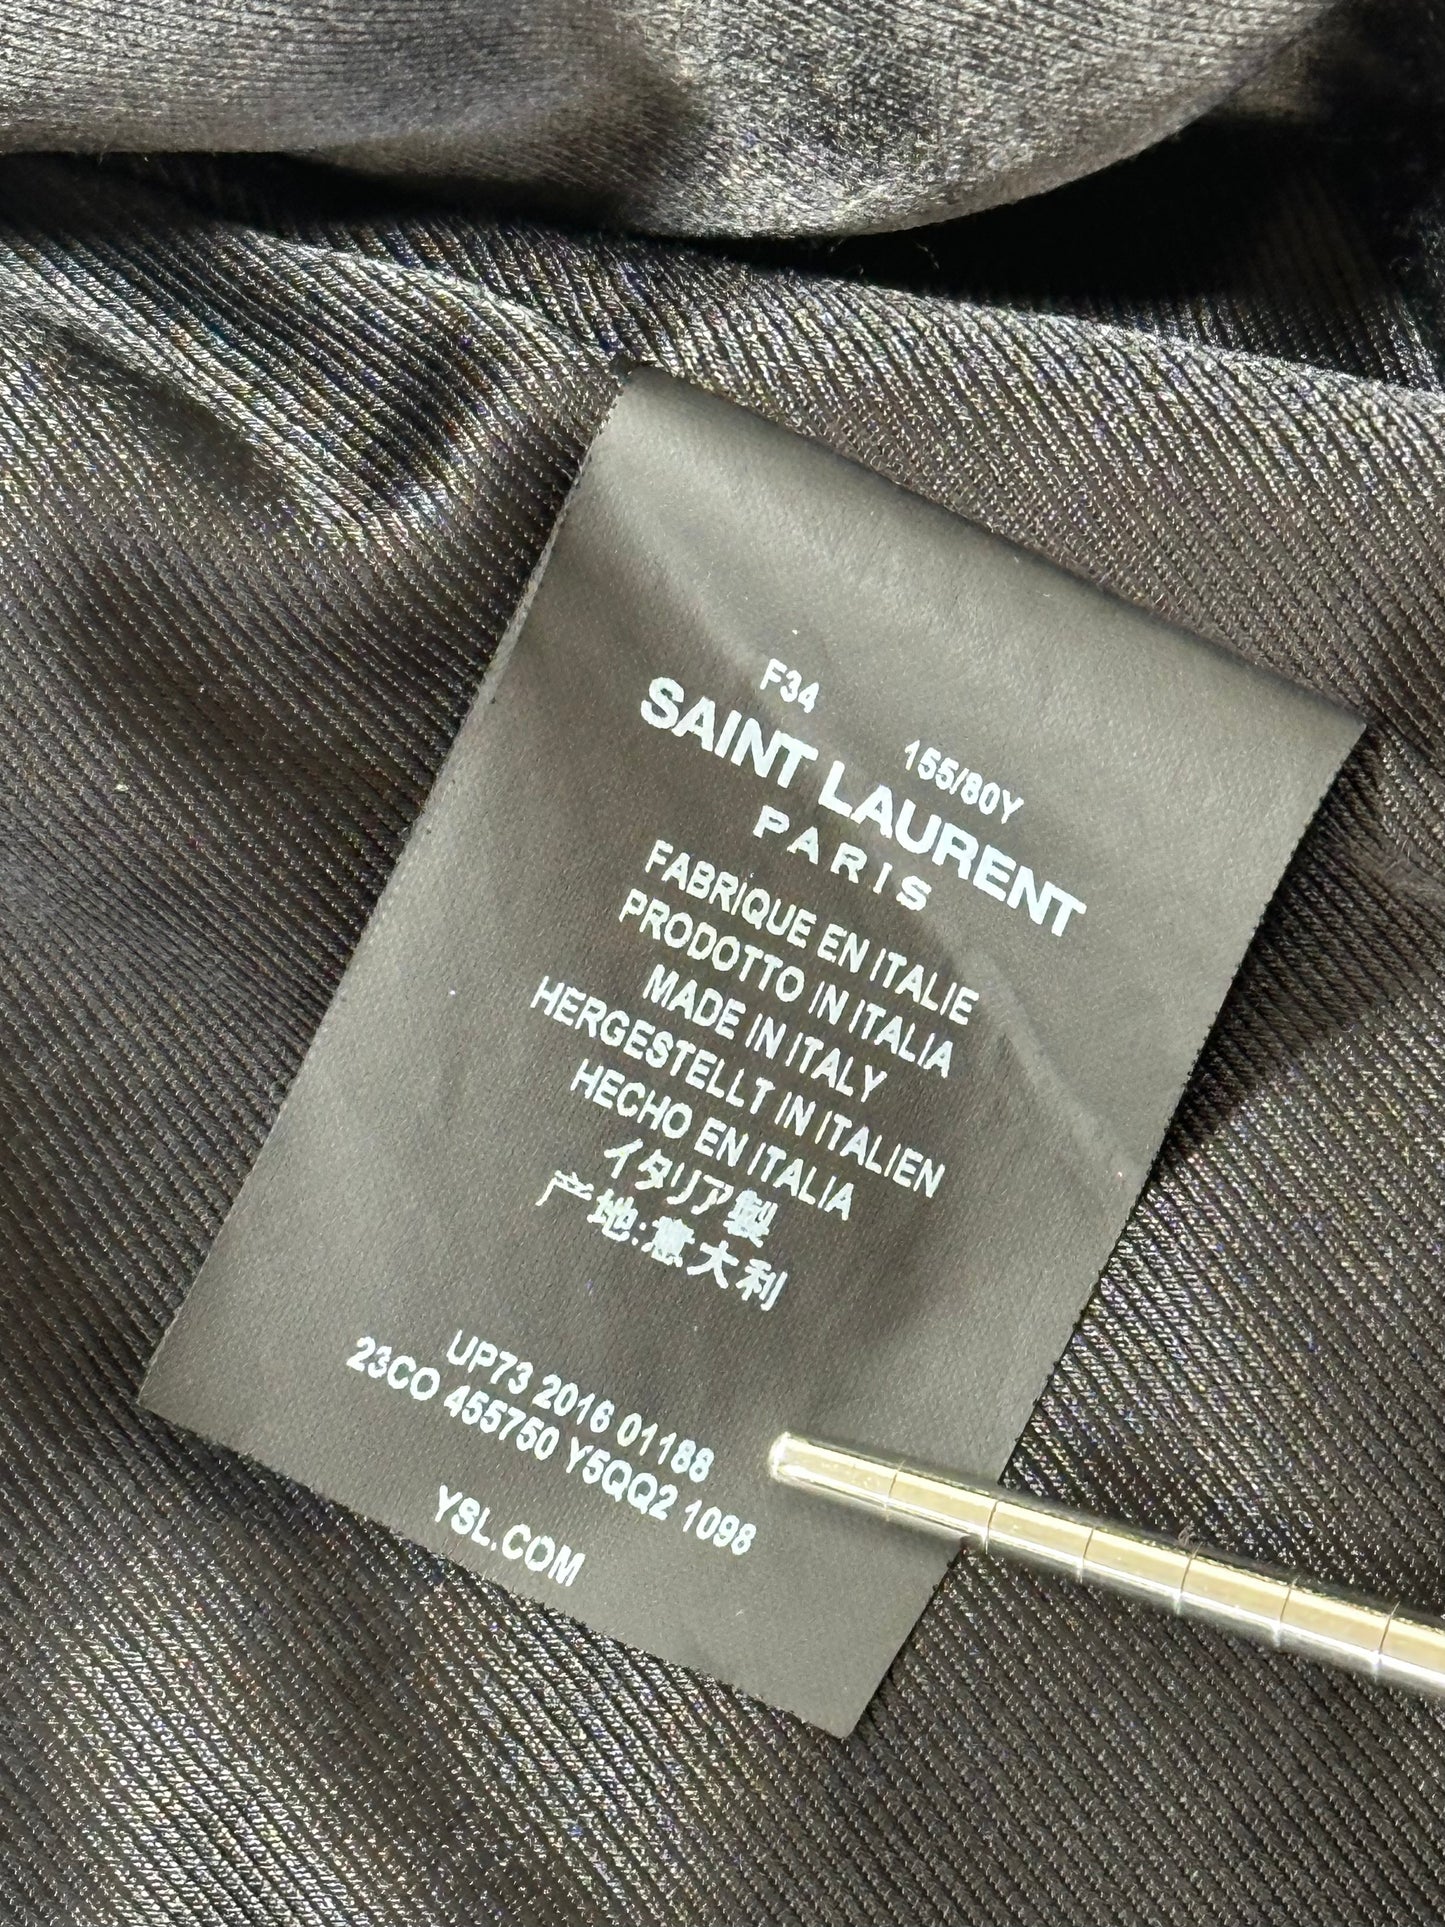 F34 155/80Y
SAINT LAURENT
PARIS
FABRIQUE EN ITALIE
PRODOTTO IN ITALIA
MADE IN ITALY
HERGESTELLT IN ITALIEN
HECHO EN ITALIA
イタリア製
产地:意大利
UP73 2016 01188
23CO 455750 Y5QQ2 1098
YSL.COM